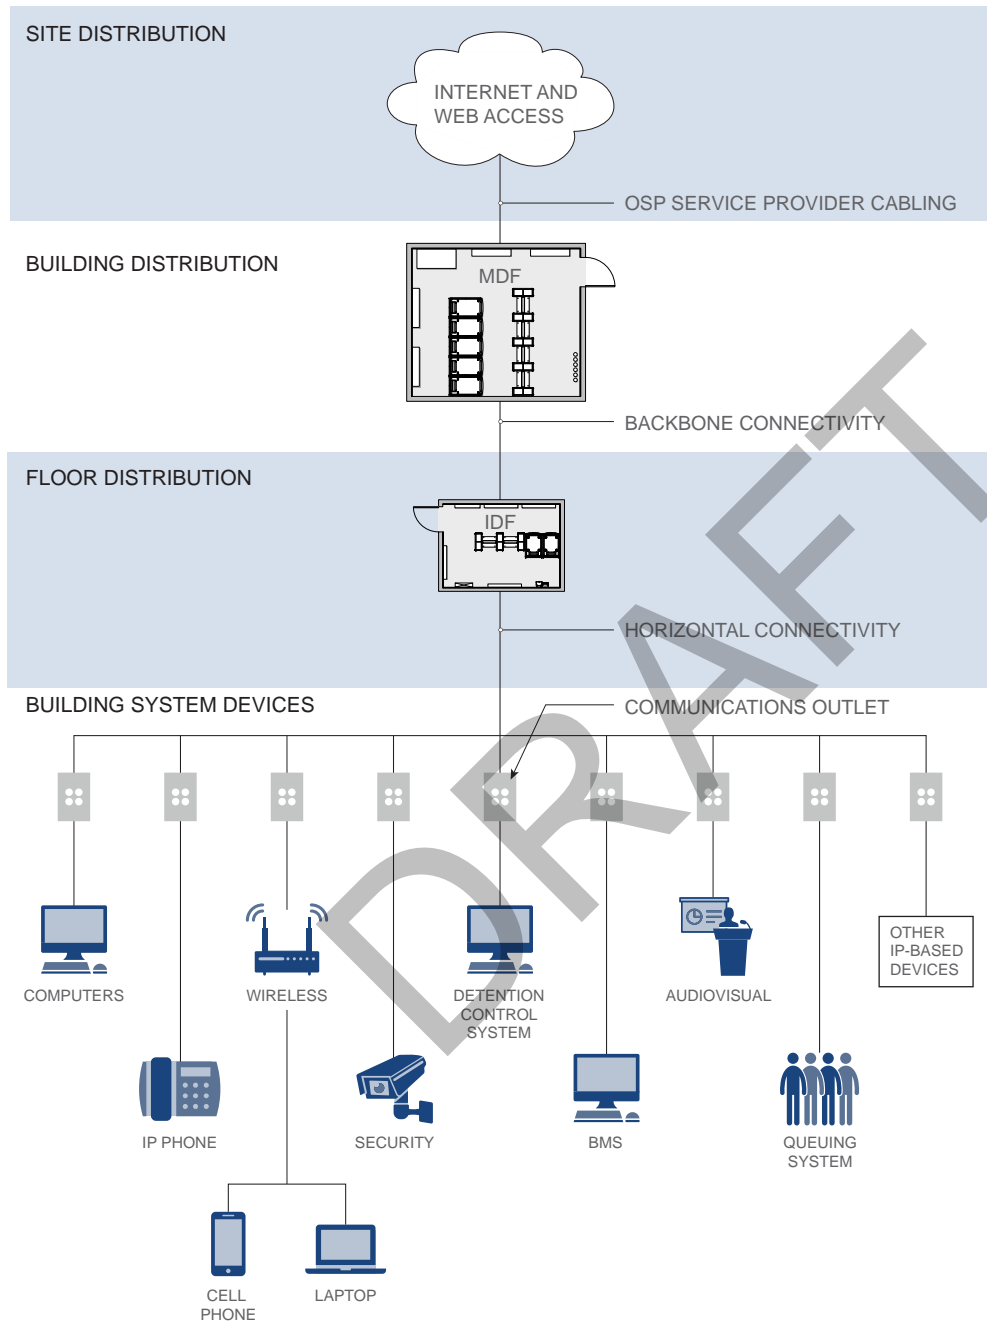 SITE DISTRIBUTION
INTERNET AND
WEB ACCESS
OSP SERVICE PROVIDER CABLING
BUILDING DISTRIBUTION
MDF
BACKBONE CONNECTIVITY
FLOOR DISTRIBUTION
IDF
HORIZONTAL CONNECTIVITY
BUILDING SYSTEM DEVICES
COMMUNICATIONS OUTLET
COMPUTERS
WIRELESS
DETENTION
CONTROL
SYSTEM
AUDIOVISUAL
OTHER
IP-BASED
DEVICES
IP PHONE
SECURITY
BMS
QUEUING
SYSTEM
CELL
PHONE
LAPTOP
DRAFT